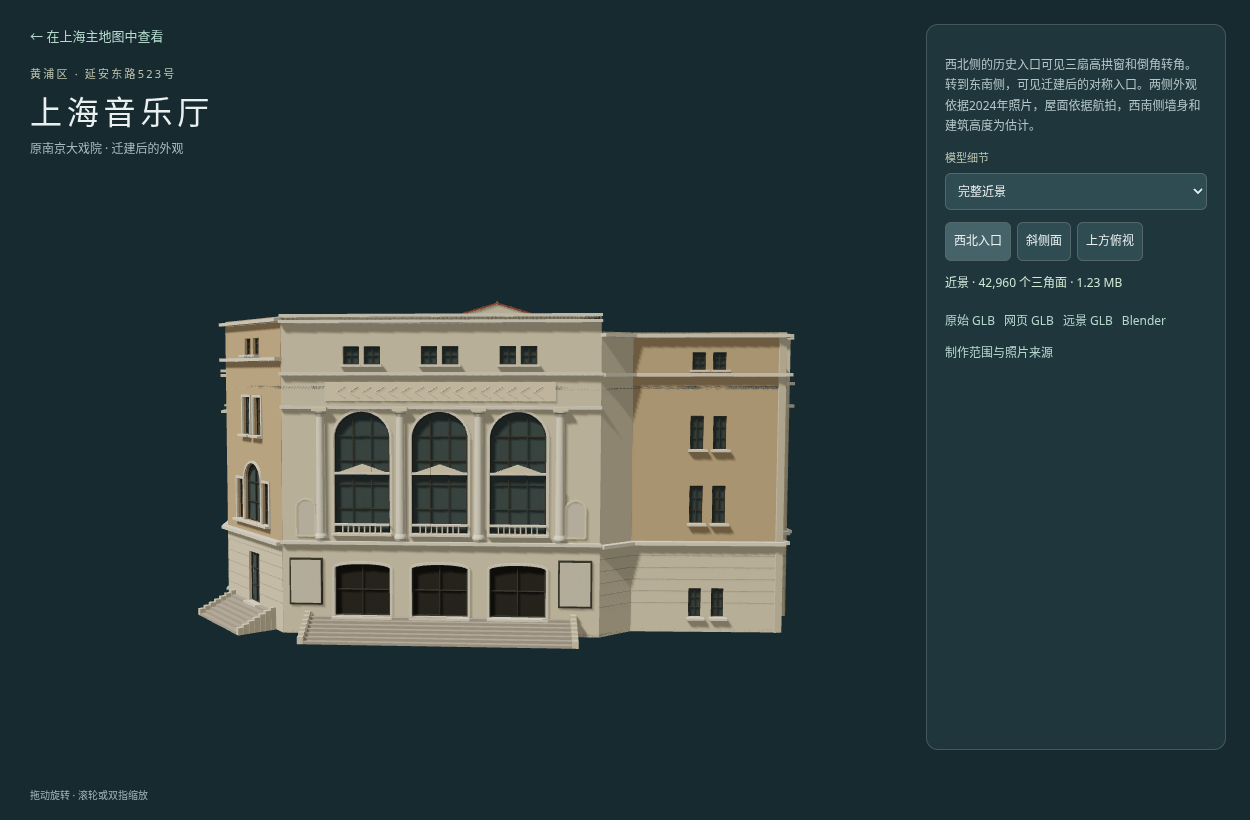 ← 在上海主地图中查看
黄浦区 · 延安东路523号
上海音乐厅
原南京大戏院 · 迁建后的外观
西北侧的历史入口可见三扇高拱窗和倒角转角。
转到东南侧，可见迁建后的对称入口。两侧外观
依据2024年照片，屋面依据航拍，西南侧墙身和
建筑高度为估计。
模型细节
完整近景
西北入口 斜侧面 上方俯视
近景 · 42,960 个三角面 · 1.23 MB
原始 GLB 网页 GLB 远景 GLB Blender
制作范围与照片来源
拖动旋转 · 滚轮或双指缩放